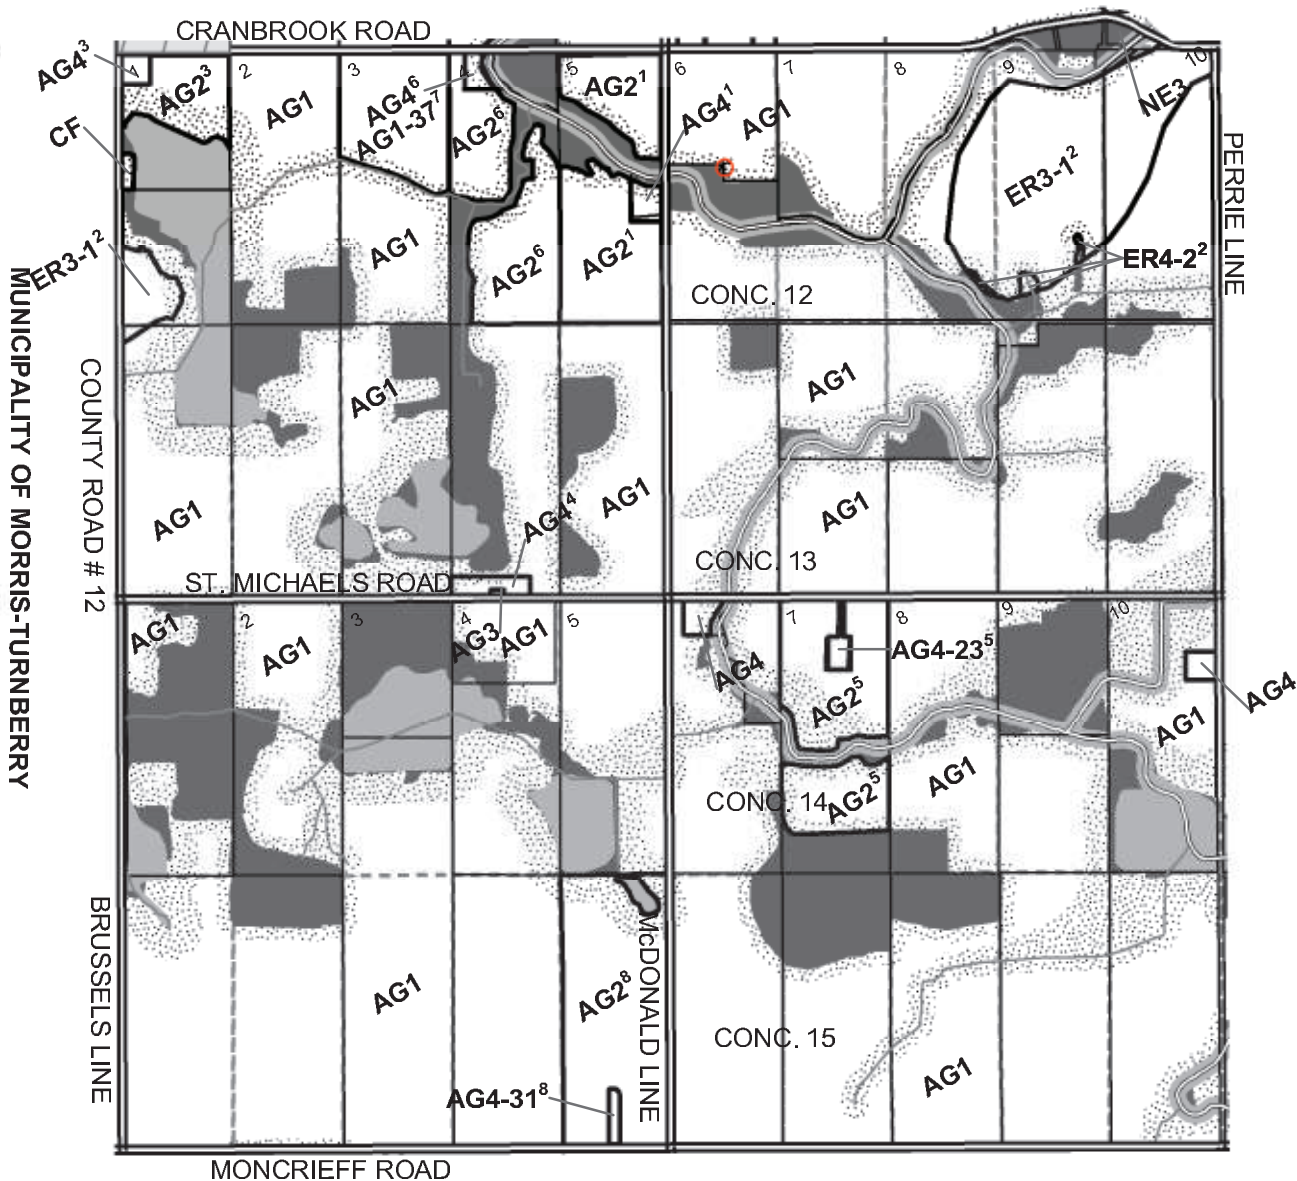 CRANBROOK ROAD
AG4³
1
AG2³
2
AG1
3
AG4⁶
AG1-37⁷
4
AG2⁶
5
AG2¹
6
AG4¹
AG1
7
8
9
10
NE3
CF
ER3-1²
PERRIE LINE
ER3-1²
AG1
AG2⁶
AG2¹
CONC. 12
ER4-2²
MUNICIPALITY OF MORRIS-TURNBERRY
COUNTY ROAD # 12
AG1
AG1
AG1
AG4⁴
AG1
AG1
CONC. 13
ST. MICHAELS ROAD
AG1
2
AG1
3
4
AG3
AG1
5
AG4
7
AG4-23⁵
8
9
10
AG2⁵
AG1
AG4
CONC. 14
AG2⁵
AG1
BRUSSELS LINE
AG1
AG2⁸
McDONALD LINE
CONC. 15
AG1
AG4-31⁸
MONCRIEFF ROAD